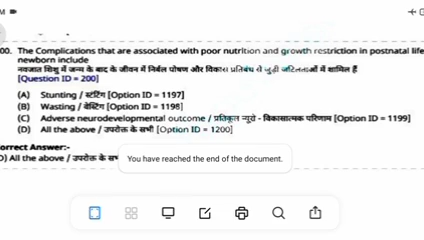 00. The Complications that are associated with poor nutrition and growth restriction in postnatal life
newborn include
नवजात शिशु में जन्म के बाद के जीवन में निर्बल पोषण और विकास प्रतिबंध से जुड़ी जटिलताओं में शामिल हैं
[Question ID = 200]
(A) Stunting / स्टंटिंग [Option ID = 1197]
(B) Wasting / वेस्टिंग [Option ID = 1198]
(C) Adverse neurodevelopmental outcome / प्रतिकूल न्यूरो - विकासात्मक परिणाम [Option ID = 1199]
(D) All the above / उपरोक्त के सभी [Option ID = 1200]
orrect Answer:-
D) All the above / उपरोक्त के सभ
You have reached the end of the document.